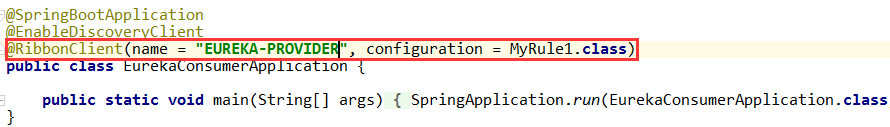 @SpringBootApplication
@EnableDiscoveryClient
@RibbonClient(name = "EUREKA-PROVIDER", configuration = MyRule1.class)
public class EurekaConsumerApplication {
public static void main(String[] args) { SpringApplication.run(EurekaConsumerApplication.class
}